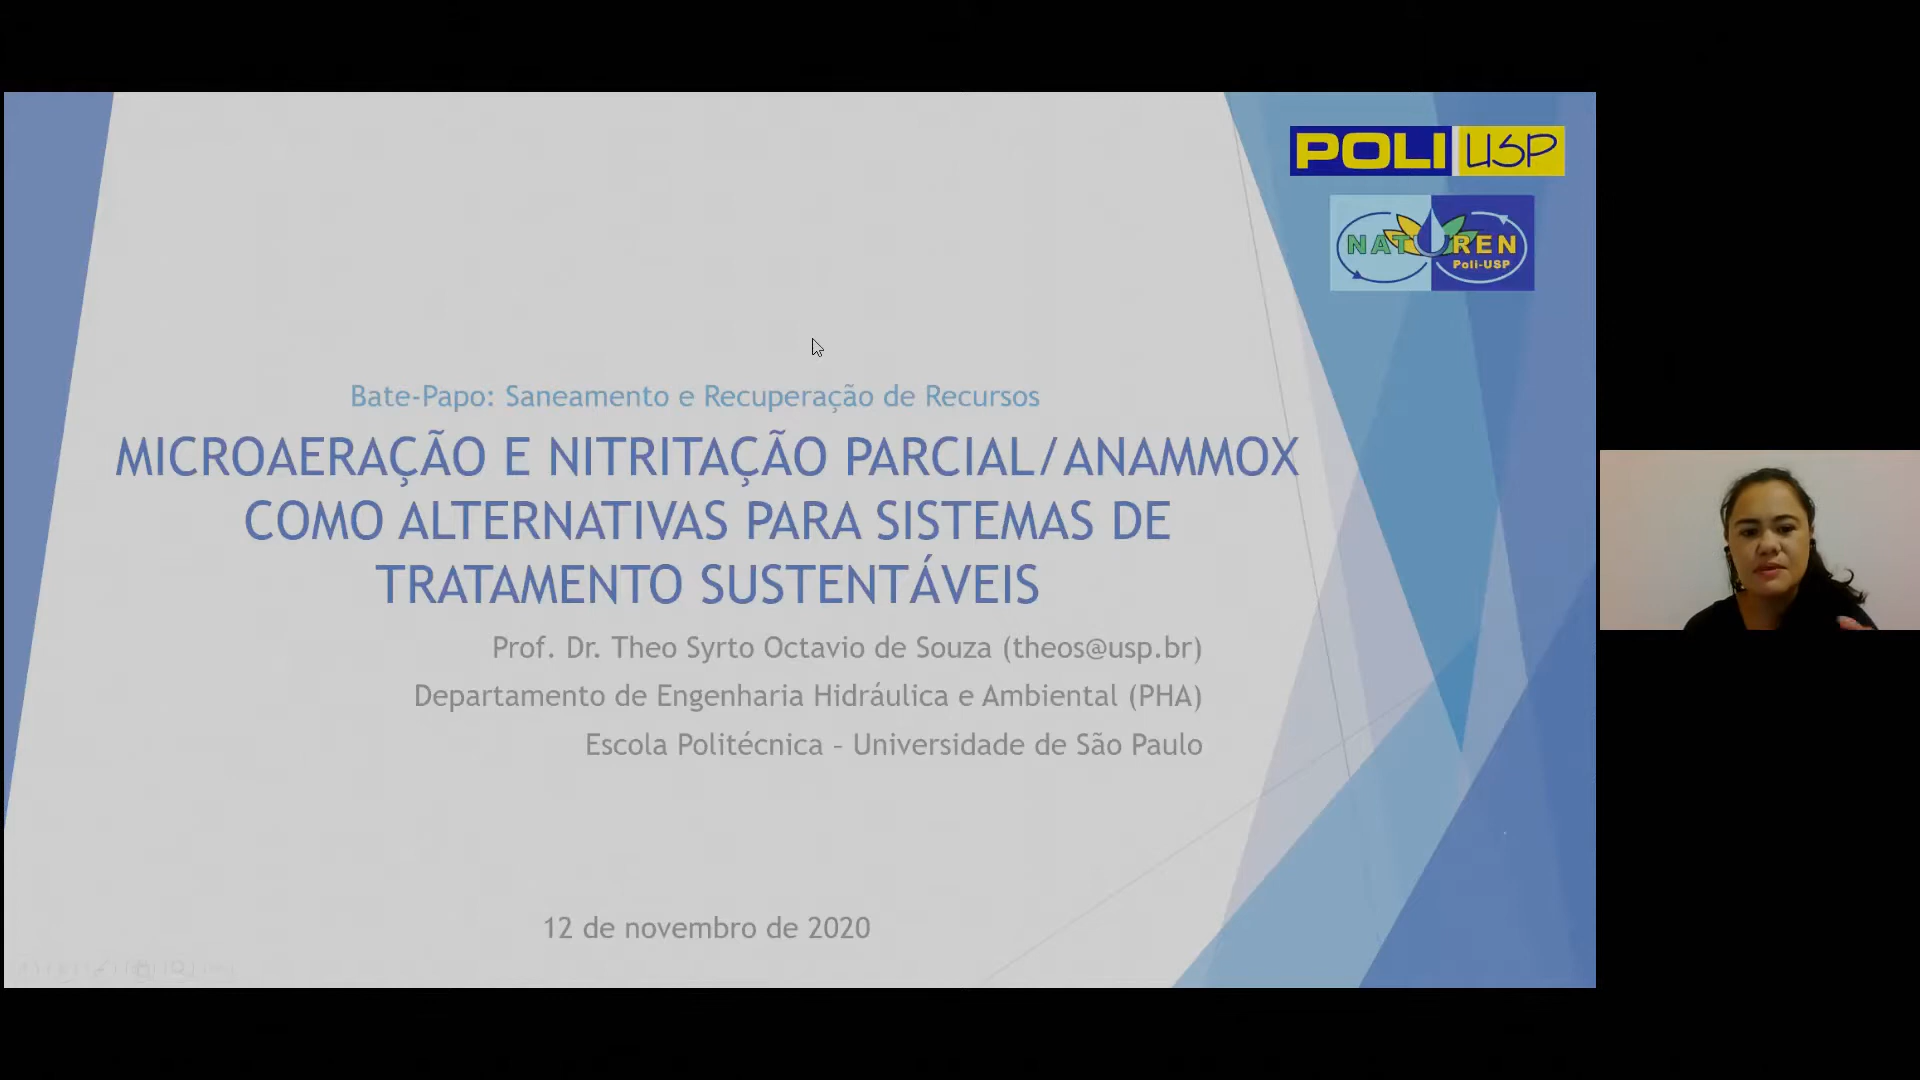 POLI USP
NATUREN
Poli-USP
Bate-Papo: Saneamento e Recuperação de Recursos
MICROAERAÇÃO E NITRITAÇÃO PARCIAL/ANAMMOX
COMO ALTERNATIVAS PARA SISTEMAS DE
TRATAMENTO SUSTENTÁVEIS
Prof. Dr. Theo Syrto Octavio de Souza (theos@usp.br)
Departamento de Engenharia Hidráulica e Ambiental (PHA)
Escola Politécnica – Universidade de São Paulo
12 de novembro de 2020